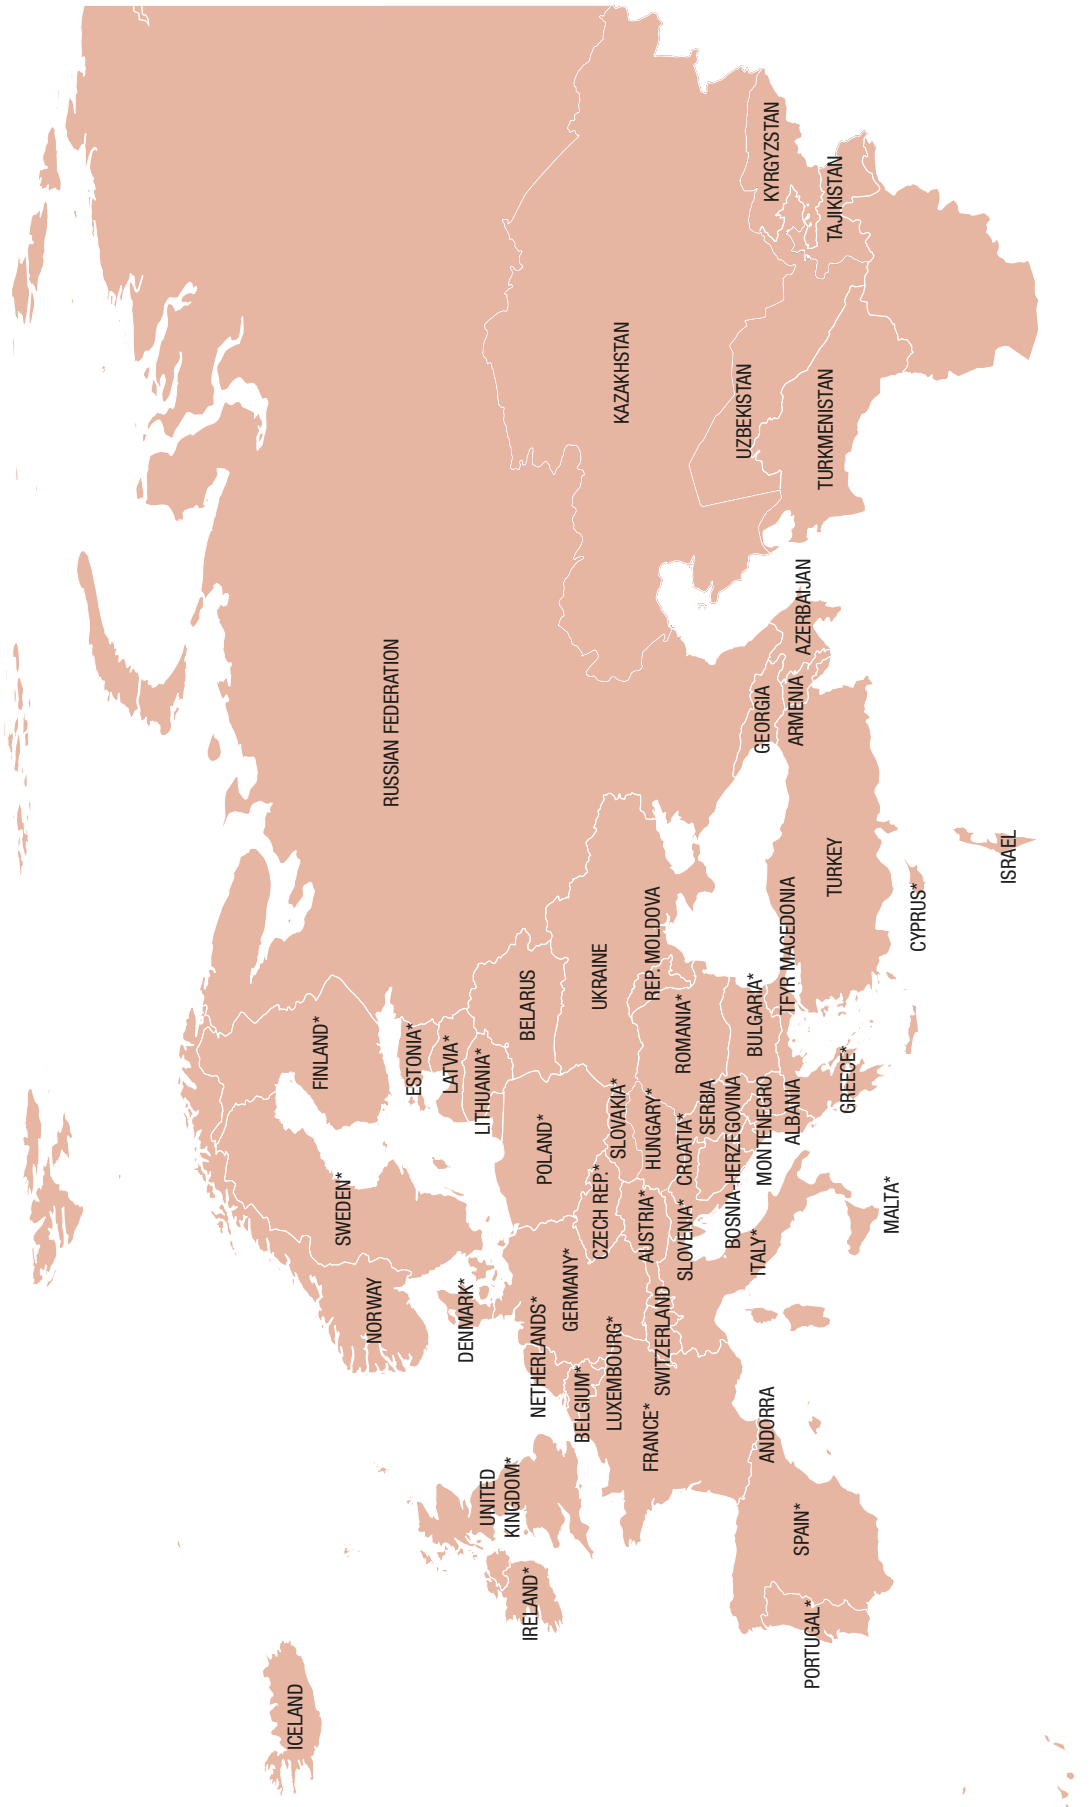 ICELAND
NORWAY
SWEDEN*
FINLAND*
RUSSIAN FEDERATION
ESTONIA*
LATVIA*
LITHUANIA*
DENMARK*
UNITED
KINGDOM*
IRELAND*
NETHERLANDS*
BELGIUM*
LUXEMBOURG*
GERMANY*
POLAND*
BELARUS
CZECH REP.*
SLOVAKIA*
UKRAINE
KAZAKHSTAN
FRANCE*
SWITZERLAND
AUSTRIA*
HUNGARY*
REP. MOLDOVA
SLOVENIA*
CROATIA*
ROMANIA*
SERBIA
BOSNIA-HERZEGOVINA
ITALY*
MONTENEGRO
BULGARIA*
GEORGIA
UZBEKISTAN
KYRGYZSTAN
ANDORRA
ALBANIA
TFYR MACEDONIA
ARMENIA
AZERBAIJAN
PORTUGAL*
SPAIN*
TURKEY
TURKMENISTAN
TAJIKISTAN
GREECE*
MALTA*
CYPRUS*
ISRAEL